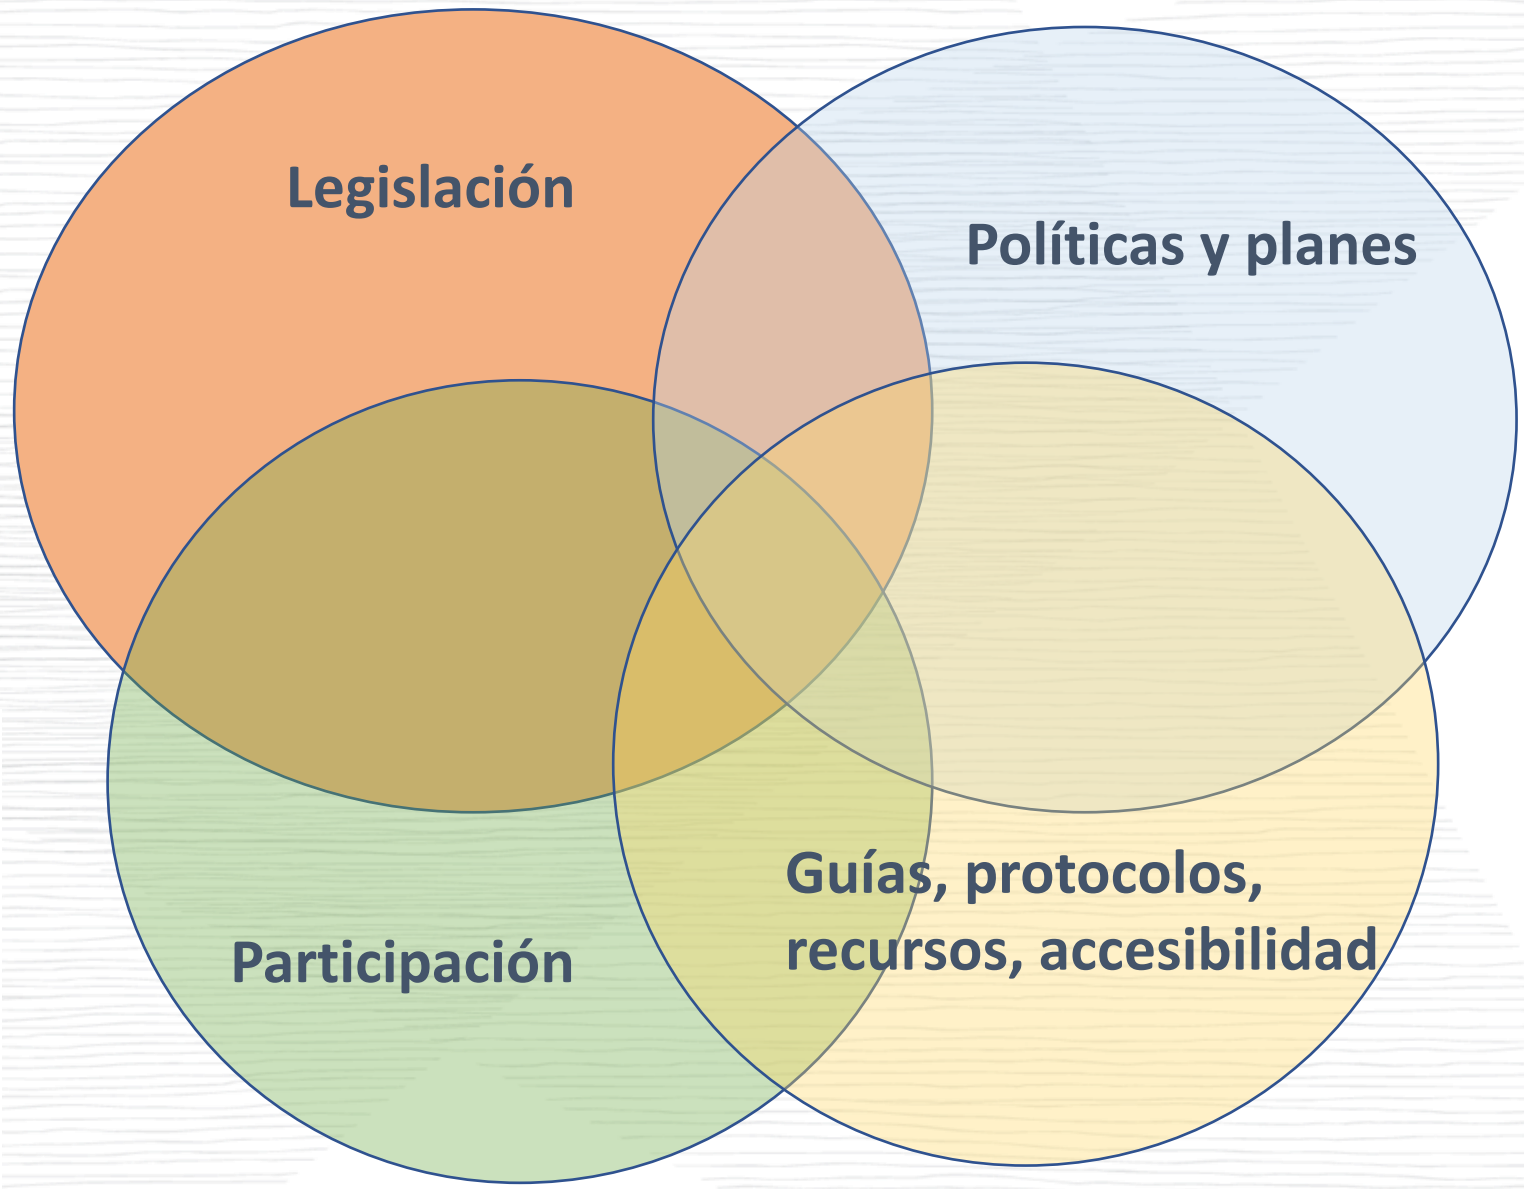 Legislación
Políticas y planes
Guías, protocolos,
recursos, accesibilidad
Participación